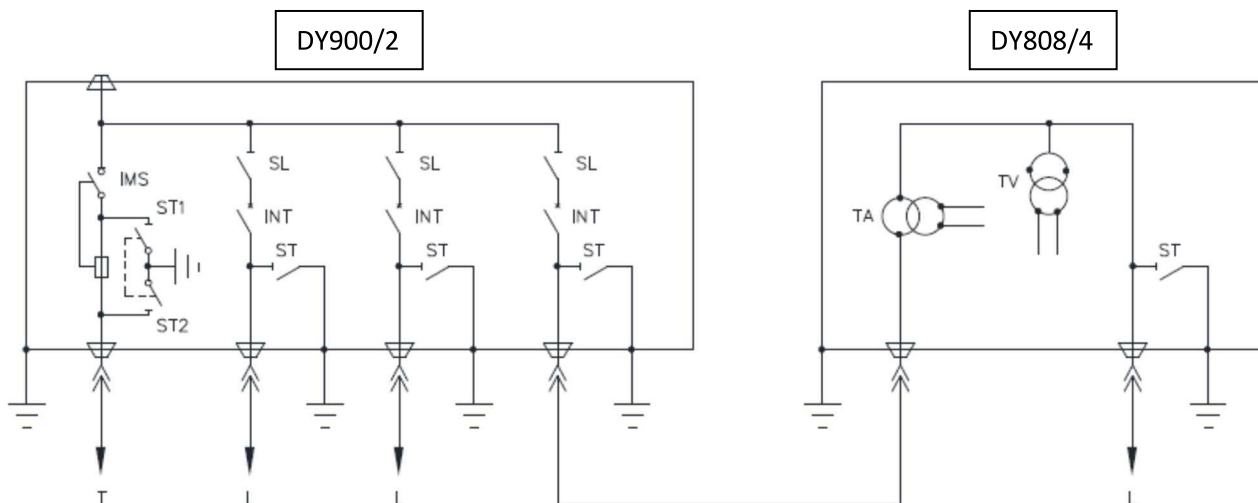 DY900/2
DY808/4
SL
SL
SL
IMS
TV
ST1
INT
INT
INT
TA
ST
ST
ST
ST
ST2